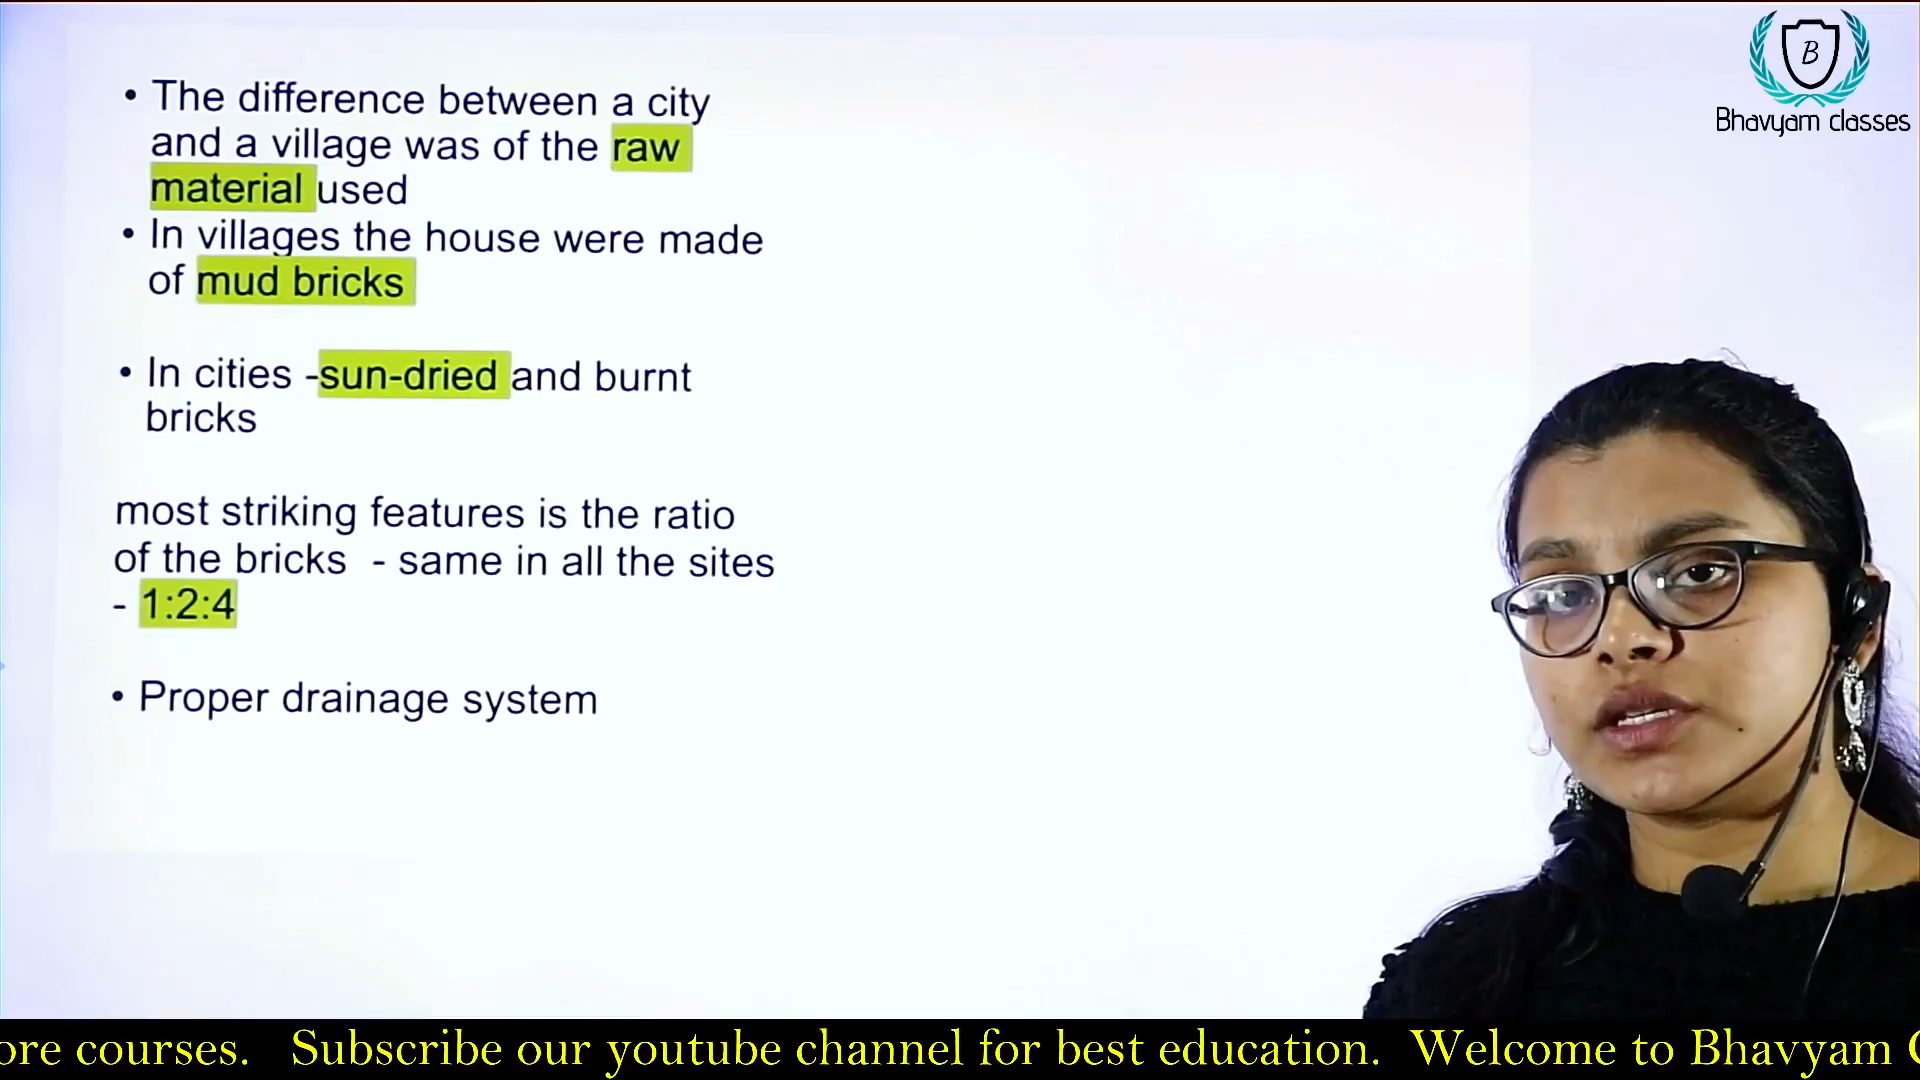 • The difference between a city
and a village was of the raw
material used
• In villages the house were made
of mud bricks
• In cities -sun-dried and burnt
bricks
most striking features is the ratio
of the bricks - same in all the sites
- 1:2:4
• Proper drainage system
B
Bhavyam classes
ore courses. Subscribe our youtube channel for best education. Welcome to Bhavyam